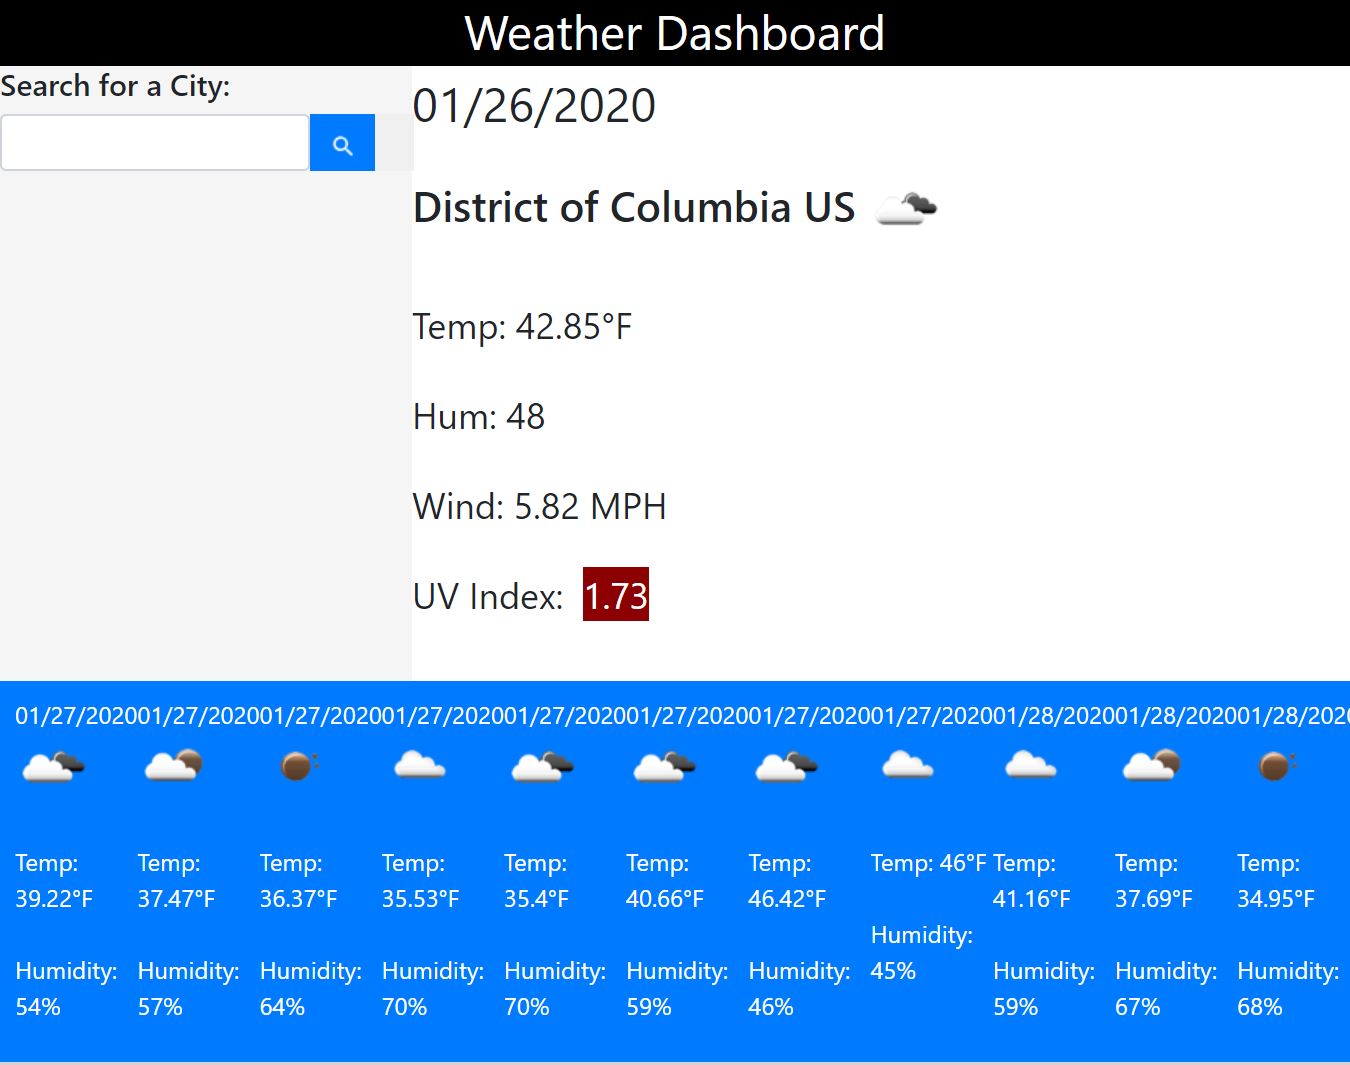 Weather Dashboard
Search for a City:
01/26/2020
District of Columbia US
Temp: 42.85°F
Hum: 48
Wind: 5.82 MPH
UV Index: 1.73
01/27/202001/27/202001/27/202001/27/202001/27/202001/27/202001/27/202001/27/202001/28/202001/28/202001/28/2020
Temp: Temp: Temp: Temp: Temp: Temp: Temp: Temp: 46°F Temp: Temp: Temp:
39.22°F 37.47°F 36.37°F 35.53°F 35.4°F 40.66°F 46.42°F 41.16°F 37.69°F 34.95°F
Humidity:
Humidity: Humidity: Humidity: Humidity: Humidity: Humidity: Humidity: 45% Humidity: Humidity: Humidity:
54% 57% 64% 70% 70% 59% 46% 59% 67% 68%